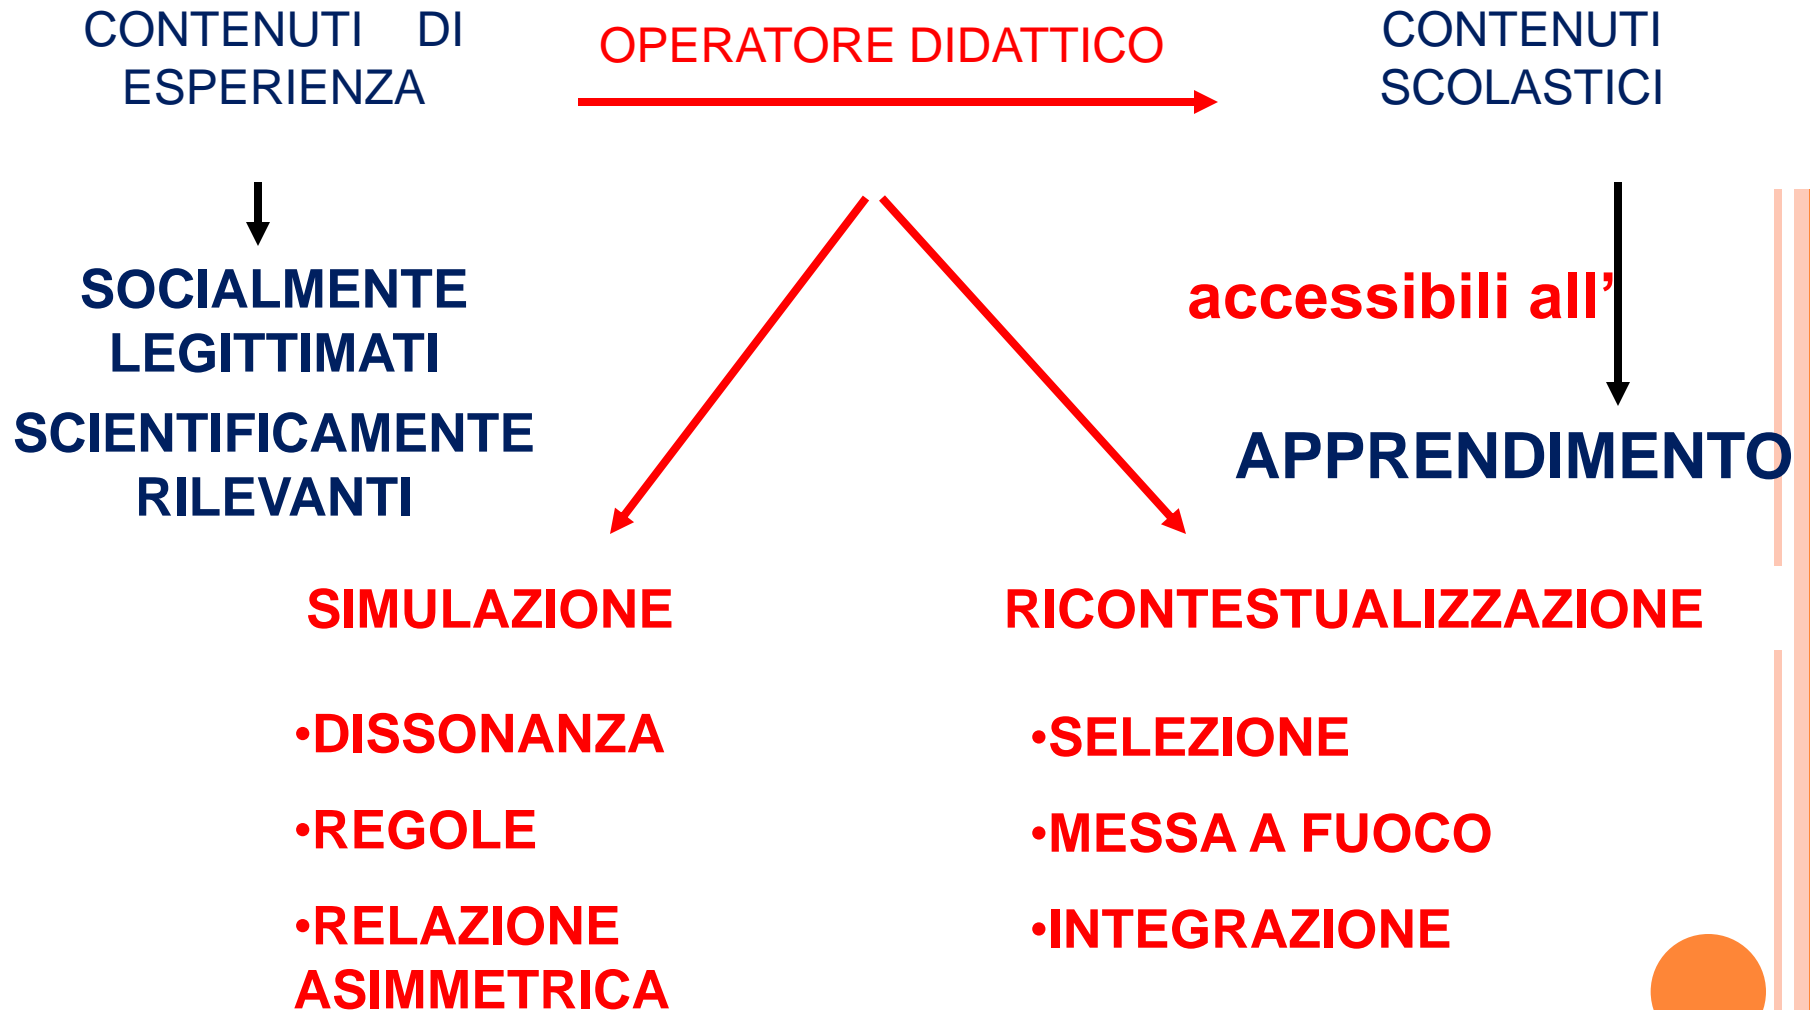 CONTENUTI DI
ESPERIENZA
OPERATORE DIDATTICO
CONTENUTI
SCOLASTICI
SOCIALMENTE
LEGITTIMATI
SCIENTIFICAMENTE
RILEVANTI
accessibili all’
APPRENDIMENTO
SIMULAZIONE
•DISSONANZA
•REGOLE
•RELAZIONE
ASIMMETRICA
RICONTESTUALIZZAZIONE
•SELEZIONE
•MESSA A FUOCO
•INTEGRAZIONE